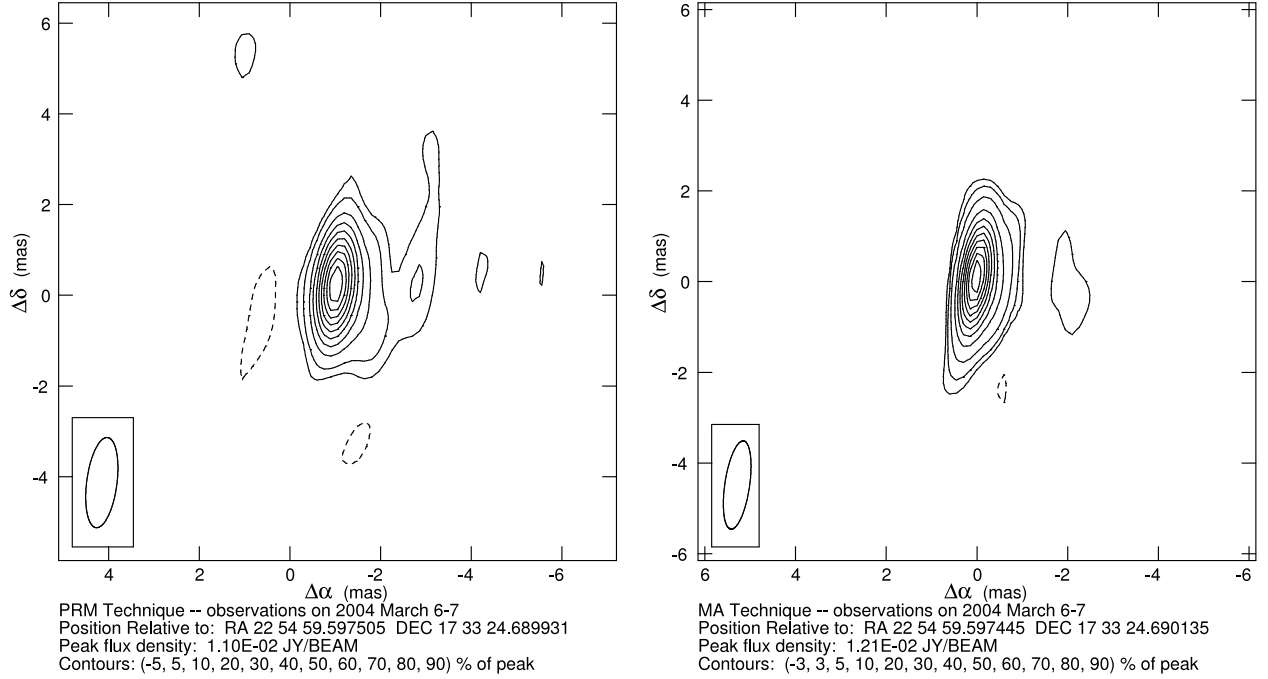 6
4
2
0
-2
-4
Δδ (mas)
4 2 0 -2 -4 -6
Δα (mas)
PRM Technique -- observations on 2004 March 6-7
Position Relative to: RA 22 54 59.597505 DEC 17 33 24.689931
Peak flux density: 1.10E-02 JY/BEAM
Contours: (-5, 5, 10, 20, 30, 40, 50, 60, 70, 80, 90) % of peak
6
4
2
0
-2
-4
-6
Δδ (mas)
6 4 2 0 -2 -4 -6
Δα (mas)
MA Technique -- observations on 2004 March 6-7
Position Relative to: RA 22 54 59.597445 DEC 17 33 24.690135
Peak flux density: 1.21E-02 JY/BEAM
Contours: (-3, 3, 5, 10, 20, 30, 40, 50, 60, 70, 80, 90) % of peak